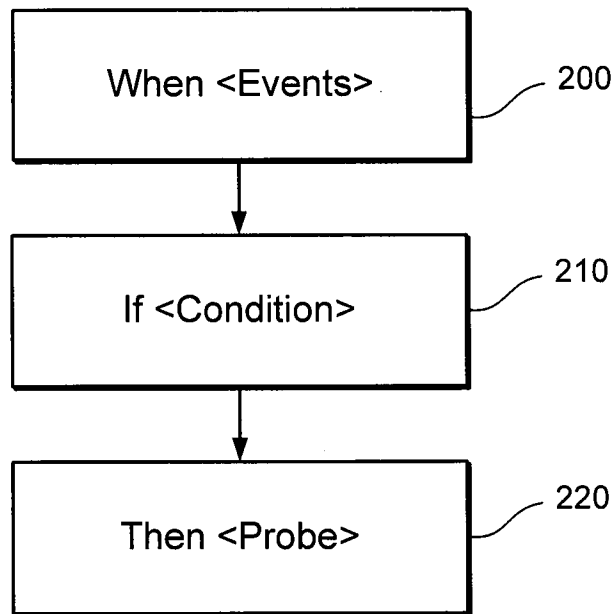 When <Events>
200
If <Condition>
210
Then <Probe>
220